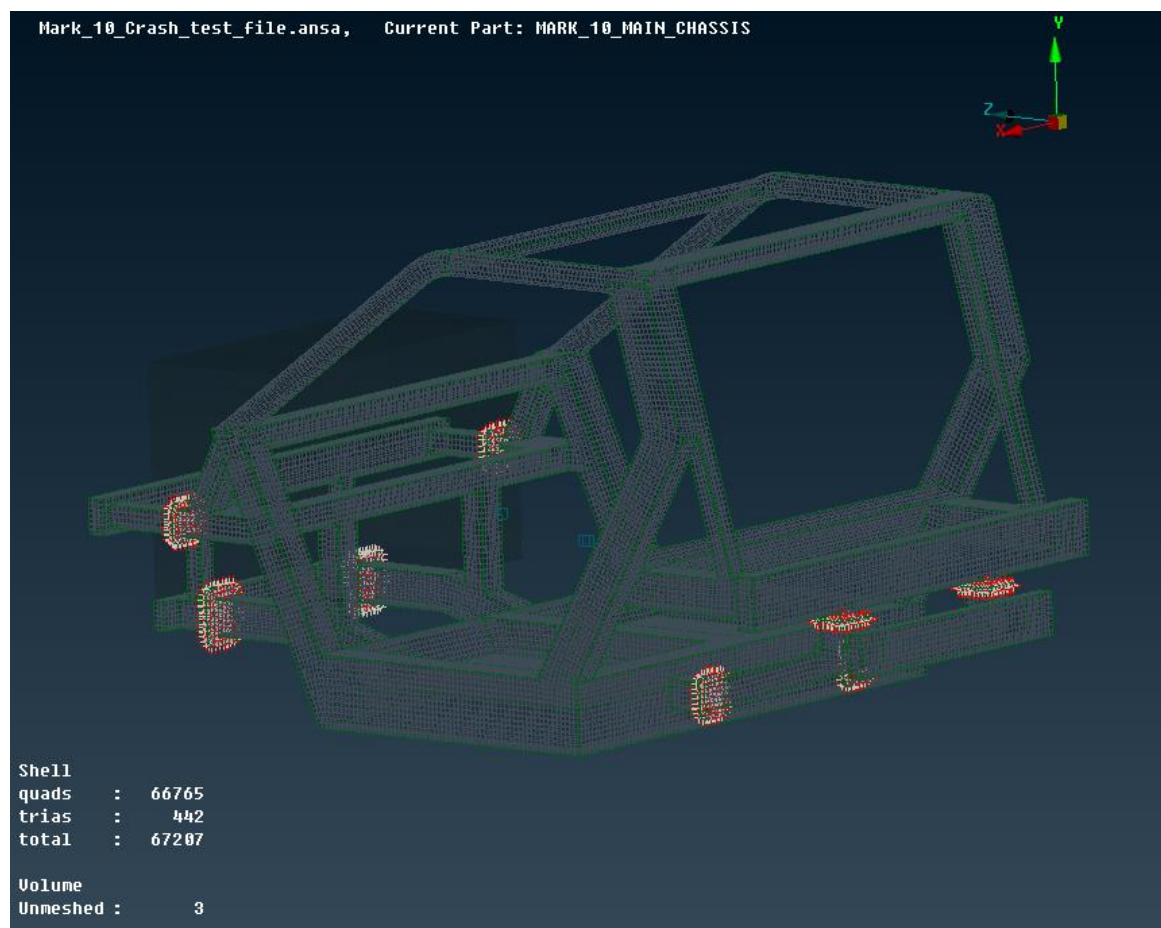 Mark_10_Crash_test_file.ansa, Current Part: MARK_10_MAIN_CHASSIS
Y
Z
X
Shell
quads : 66765
trias : 442
total : 67207
Volume
Unmeshed : 3